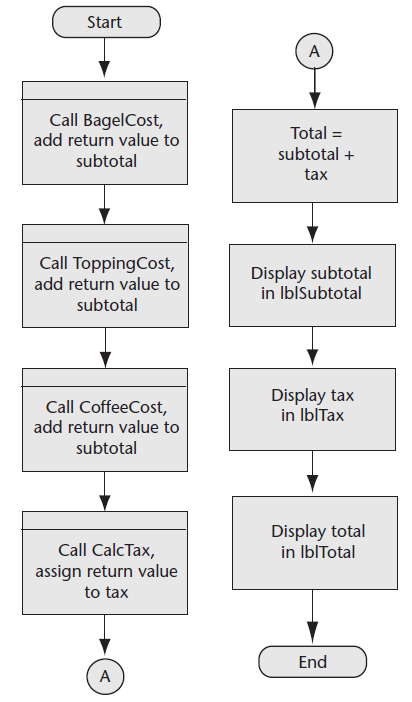 Start
Call BagelCost,
add return value to
subtotal
Call ToppingCost,
add return value to
subtotal
Call CoffeeCost,
add return value to
subtotal
Call CalcTax,
assign return value
to tax
A
A
Total =
subtotal +
tax
Display subtotal
in lblSubtotal
Display tax
in lblTax
Display total
in lblTotal
End